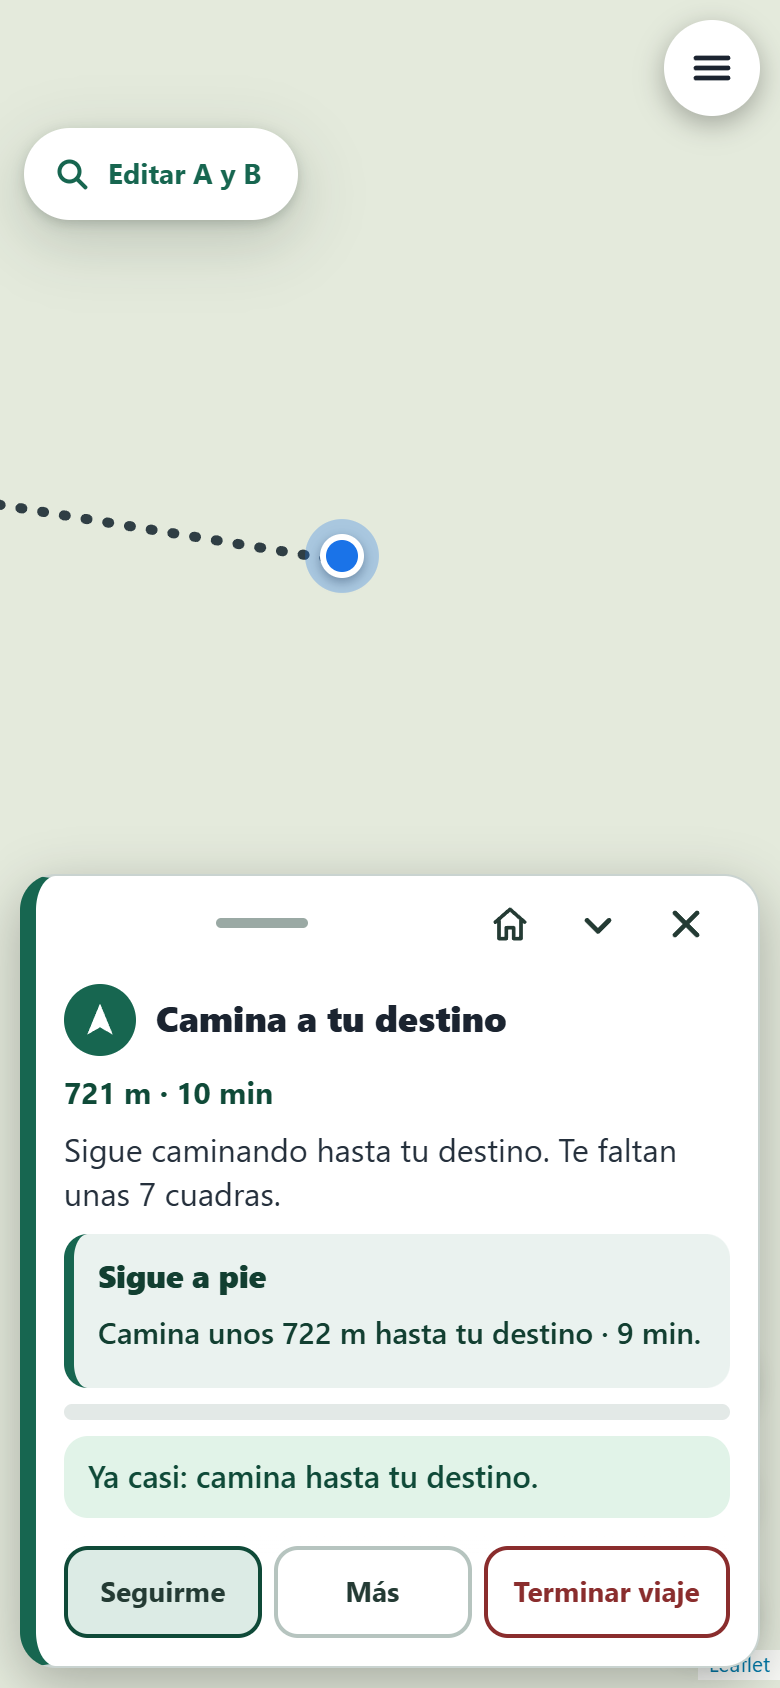 Editar A y B
Camina a tu destino
721 m · 10 min
Sigue caminando hasta tu destino. Te faltan
unas 7 cuadras.
Sigue a pie
Camina unos 722 m hasta tu destino · 9 min.
Ya casi: camina hasta tu destino.
Seguirme
Más
Terminar viaje
Leaflet